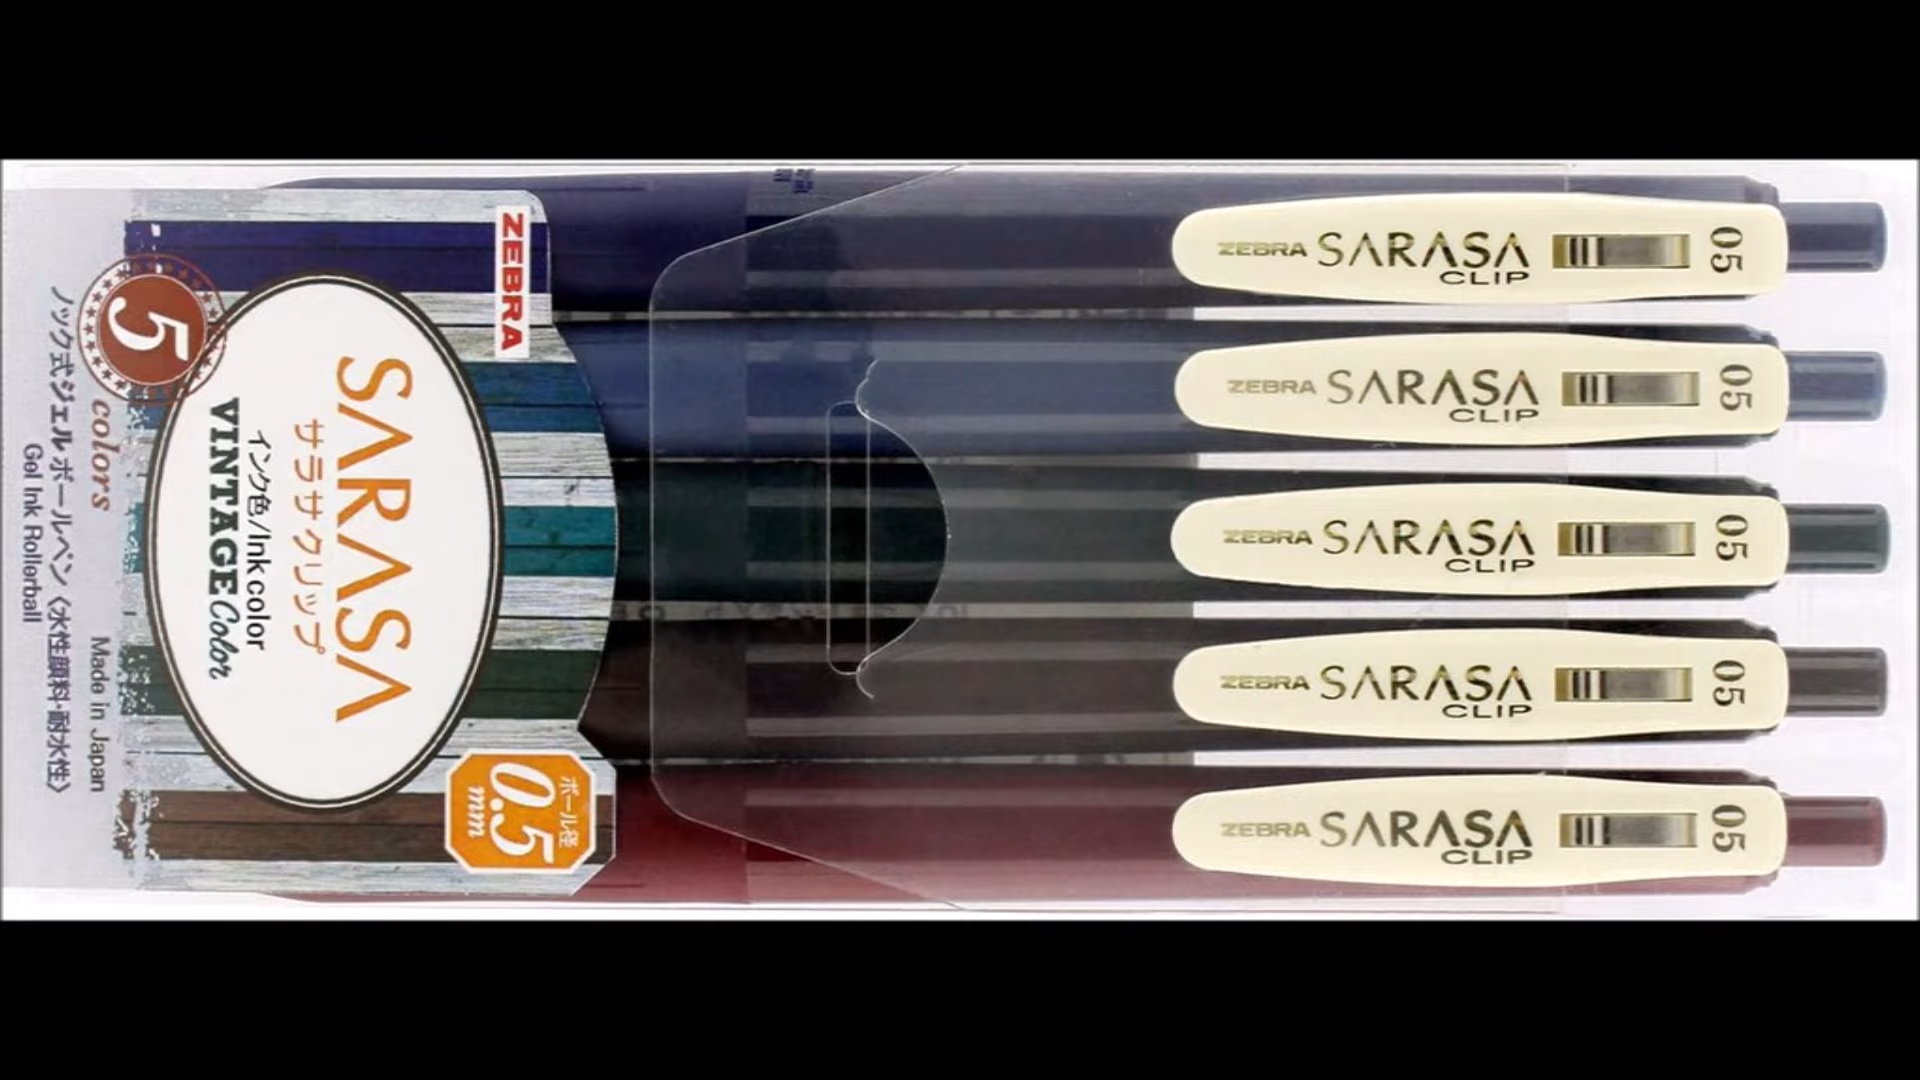 ZEBRA
SARASA
サラサクリップ
インク色/Ink color
VINTAGE Color
5
colors
Made in Japan
ノック式ジェルボールペン〈水性顔料・耐水性〉
Gel Ink Rollerball
ボール径
0.5
mm
ZEBRA SARASA
CLIP
05
ZEBRA SARASA
CLIP
05
ZEBRA SARASA
CLIP
05
ZEBRA SARASA
CLIP
05
ZEBRA SARASA
CLIP
05